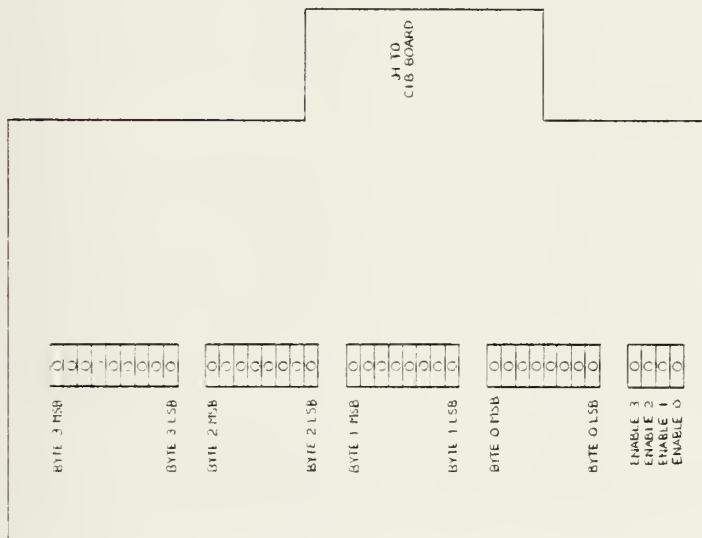 J1 TO
CIB BOARD
BYTE 3 MSB
BYTE 3 LSB
BYTE 2 MSB
BYTE 2 LSB
BYTE 1 MSB
BYTE 1 LSB
BYTE 0 MSB
BYTE 0 LSB
ENABLE 3
ENABLE 2
ENABLE 1
ENABLE 0